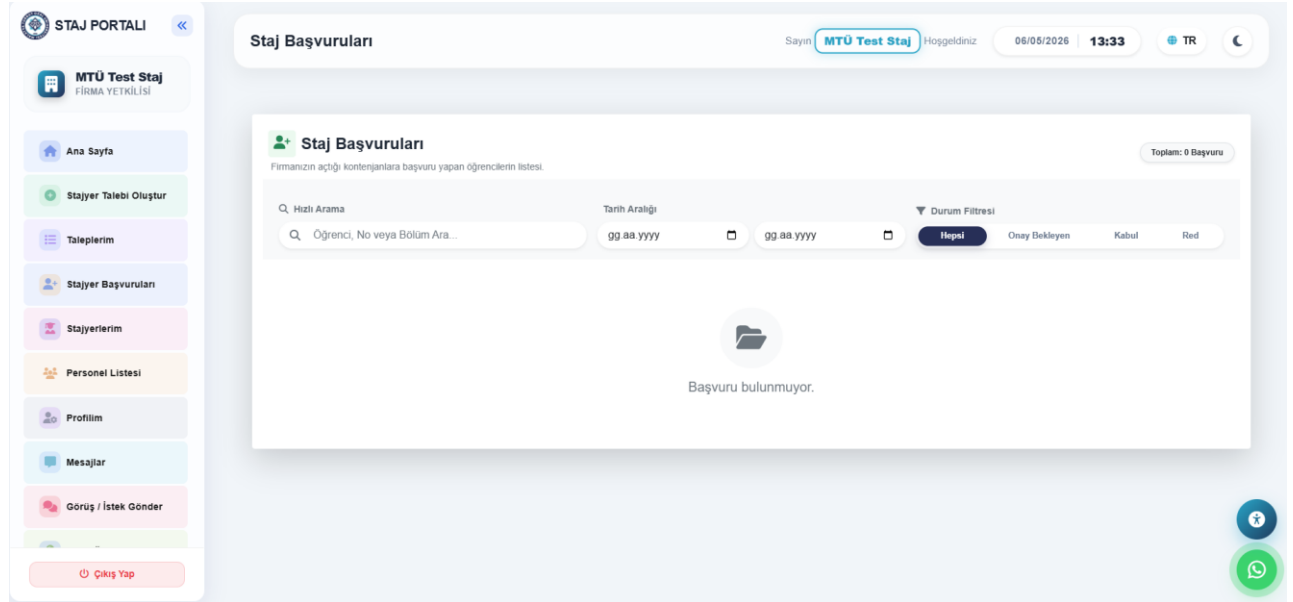 STAJ PORTALI
MTÜ Test Staj
FİRMA YETKİLİSİ
Ana Sayfa
Stajyer Talebi Oluştur
Taleplerim
Stajyer Başvuruları
Stajyerlerim
Personel Listesi
Profilim
Mesajlar
Görüş / İstek Gönder
Çıkış Yap
Staj Başvuruları
Sayın MTÜ Test Staj Hoşgeldiniz
06/05/2026 13:33
TR
Staj Başvuruları
Firmanızın açtığı kontenjanlara başvuru yapan öğrencilerin listesi.
Toplam: 0 Başvuru
Hızlı Arama
Öğrenci, No veya Bölüm Ara...
Tarih Aralığı
gg.aa.yyyy
gg.aa.yyyy
Durum Filtresi
Hepsi
Onay Bekleyen
Kabul
Red
Başvuru bulunmuyor.